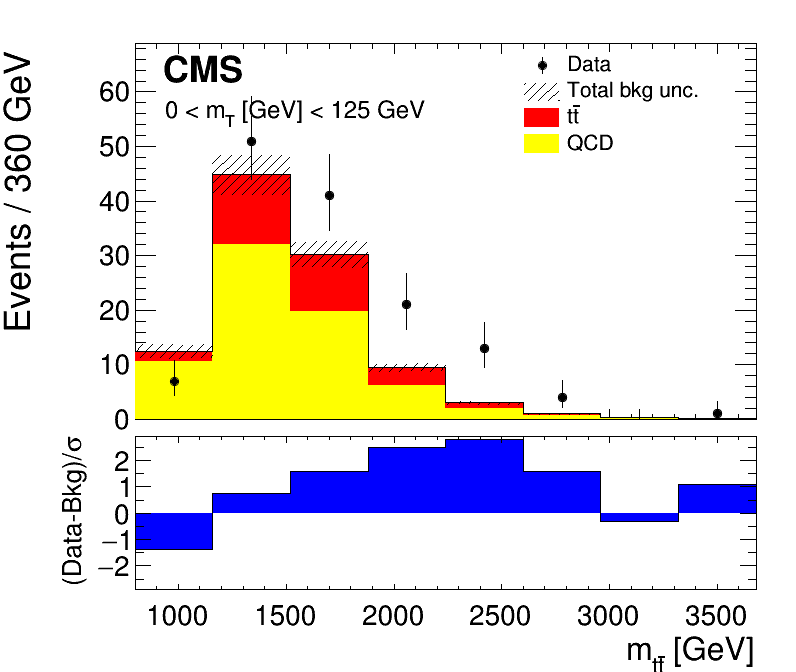 CMS
0 < m_T [GeV] < 125 GeV
Data
Total bkg unc.
tt̄
QCD
Events / 360 GeV
60
50
40
30
20
10
0
(Data-Bkg)/σ
2
1
0
−1
−2
1000 1500 2000 2500 3000 3500
m_tt̄ [GeV]